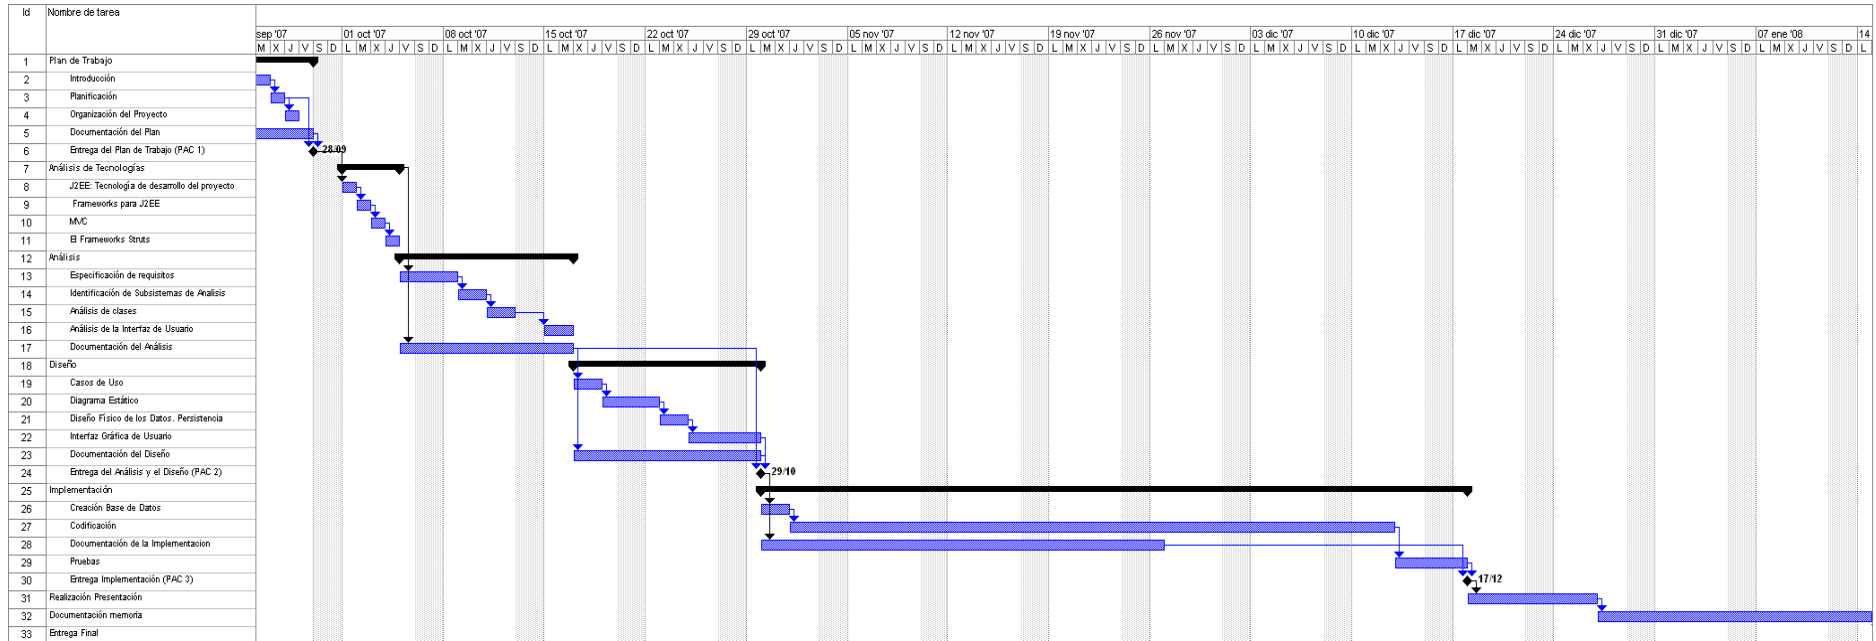 Id Nombre de tarea
sep '07 01 oct '07 08 oct '07 15 oct '07 22 oct '07 29 oct '07 05 nov '07 12 nov '07 19 nov '07 26 nov '07 03 dic '07 10 dic '07 17 dic '07 24 dic '07 31 dic '07 07 ene '08 14
M X J V S D L M X J V S D L M X J V S D L M X J V S D L M X J V S D L M X J V S D L M X J V S D L M X J V S D L M X J V S D L M X J V S D L M X J V S D L M X J V S D L M X J V S D L M X J V S D L M X J V S D L M X J V S D L
1 Plan de Trabajo
2 Introducción
3 Planificación
4 Organización del Proyecto
5 Documentación del Plan
6 Entrega del Plan de Trabajo (PAC 1) 28/09
7 Análisis de Tecnologías
8 J2EE: Tecnología de desarrollo del proyecto
9 Frameworks para J2EE
10 MVC
11 El Frameworks Struts
12 Análisis
13 Especificación de requisitos
14 Identificación de Subsistemas de Analisis
15 Análisis de clases
16 Análisis de la Interfaz de Usuario
17 Documentación del Análisis
18 Diseño
19 Casos de Uso
20 Diagrama Estático
21 Diseño Físico de los Datos. Persistencia
22 Interfaz Gráfica de Usuario
23 Documentación del Diseño
24 Entrega del Análisis y el Diseño (PAC 2) 29/10
25 Implementación
26 Creación Base de Datos
27 Codificación
28 Documentación de la Implementacion
29 Pruebas
30 Entrega Implementación (PAC 3) 17/12
31 Realización Presentación
32 Documentación memoria
33 Entrega Final